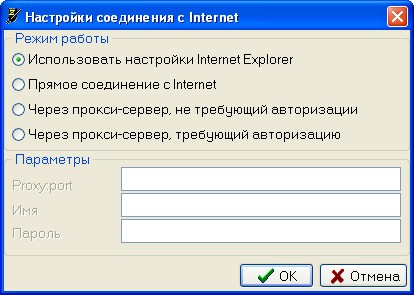 Настройки соединения с Internet
Режим работы
Использовать настройки Internet Explorer
Прямое соединение с Internet
Через прокси-сервер, не требующий авторизации
Через прокси-сервер, требующий авторизацию
Параметры
Proxy:port
Имя
Пароль
OK
Отмена